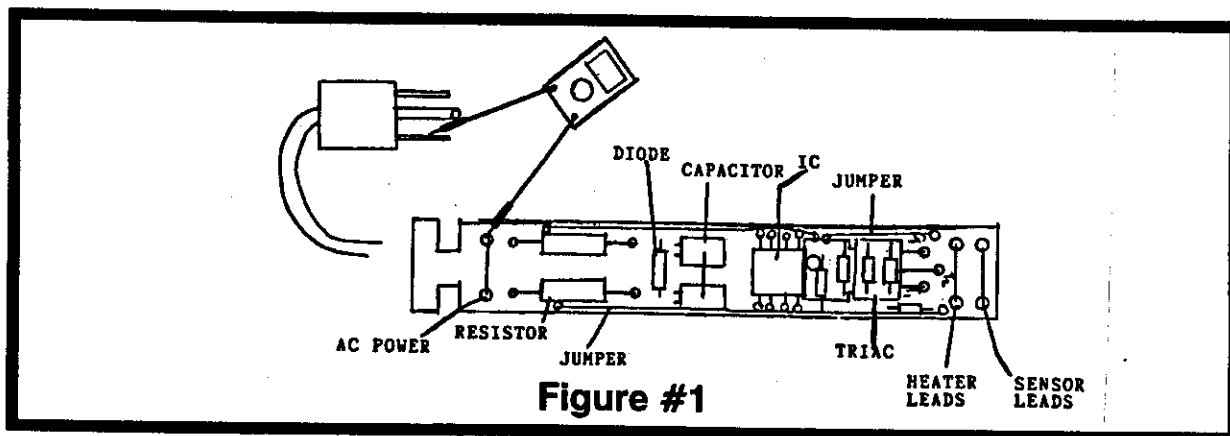 DIODE
CAPACITOR
IC
JUMPER
AC POWER
RESISTOR
JUMPER
TRIAC
HEATER
LEADS
SENSOR
LEADS
Figure #1